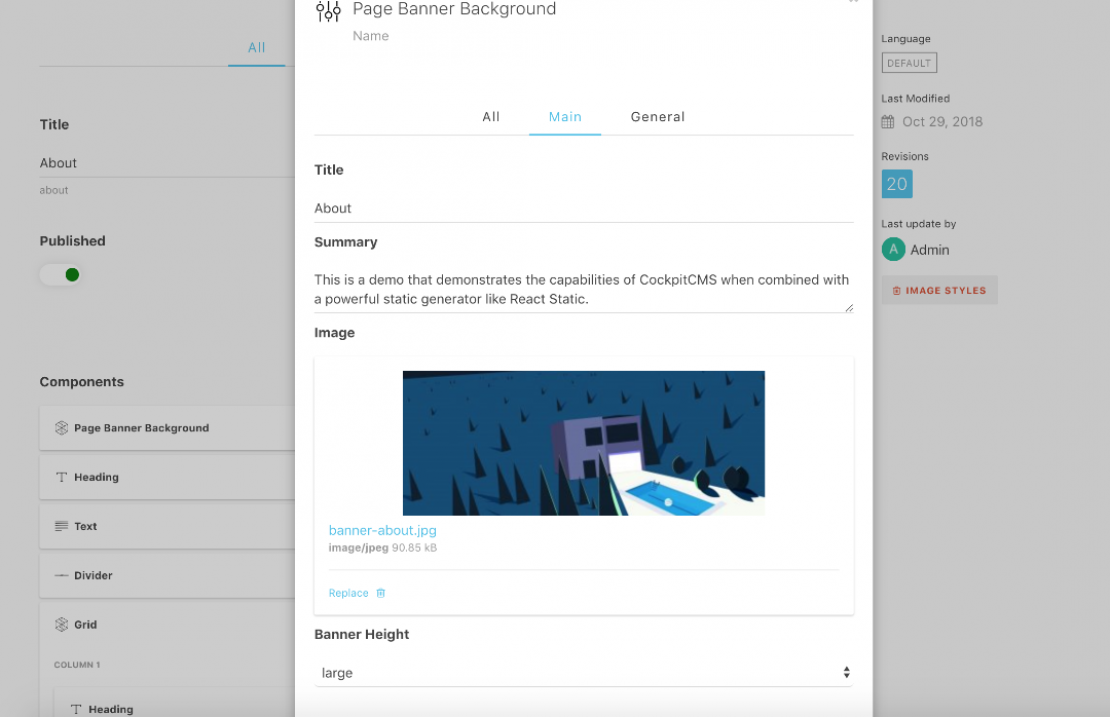 All
Title
About
about
Published
Components
Page Banner Background
Heading
Text
Divider
Grid
COLUMN 1
Heading
Page Banner Background
Name
All
Main
General
Title
About
Summary
This is a demo that demonstrates the capabilities of CockpitCMS when combined with
a powerful static generator like React Static.
Image
banner-about.jpg
image/jpeg 90.85 kB
Replace
Banner Height
large
Language
DEFAULT
Last Modified
Oct 29, 2018
Revisions
20
Last update by
A Admin
IMAGE STYLES